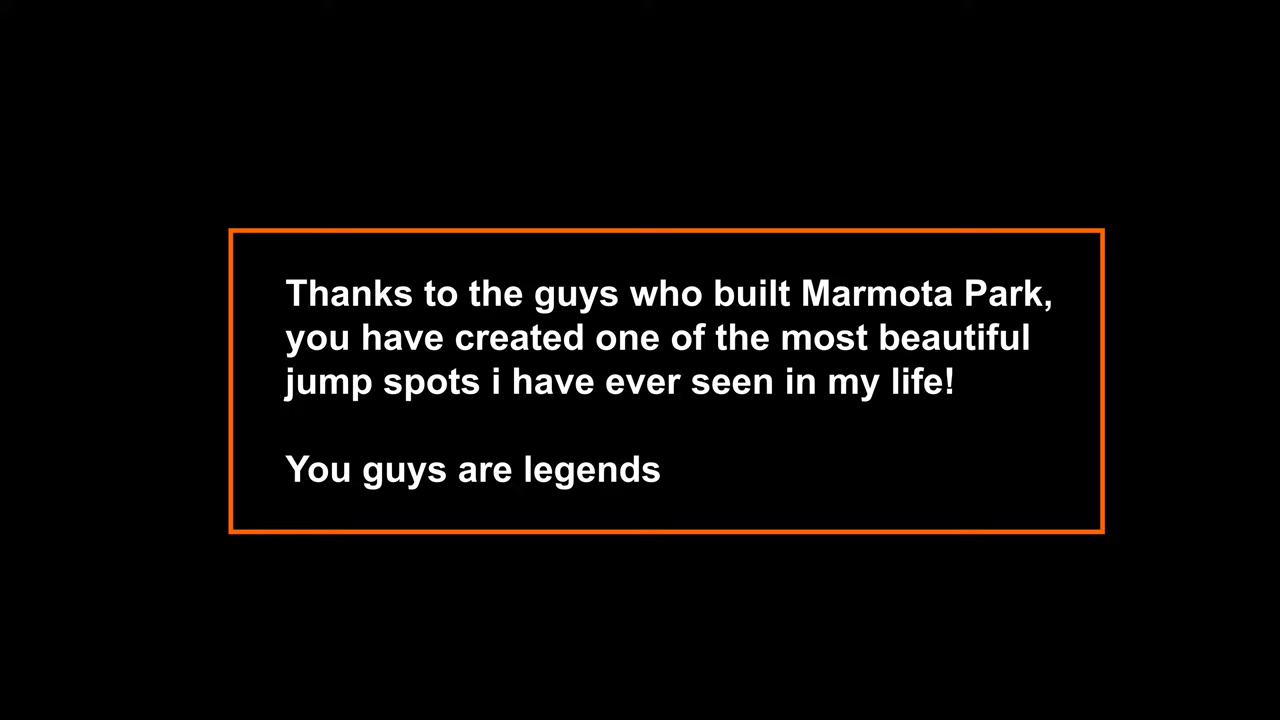 Thanks to the guys who built Marmota Park,
you have created one of the most beautiful
jump spots i have ever seen in my life!
You guys are legends